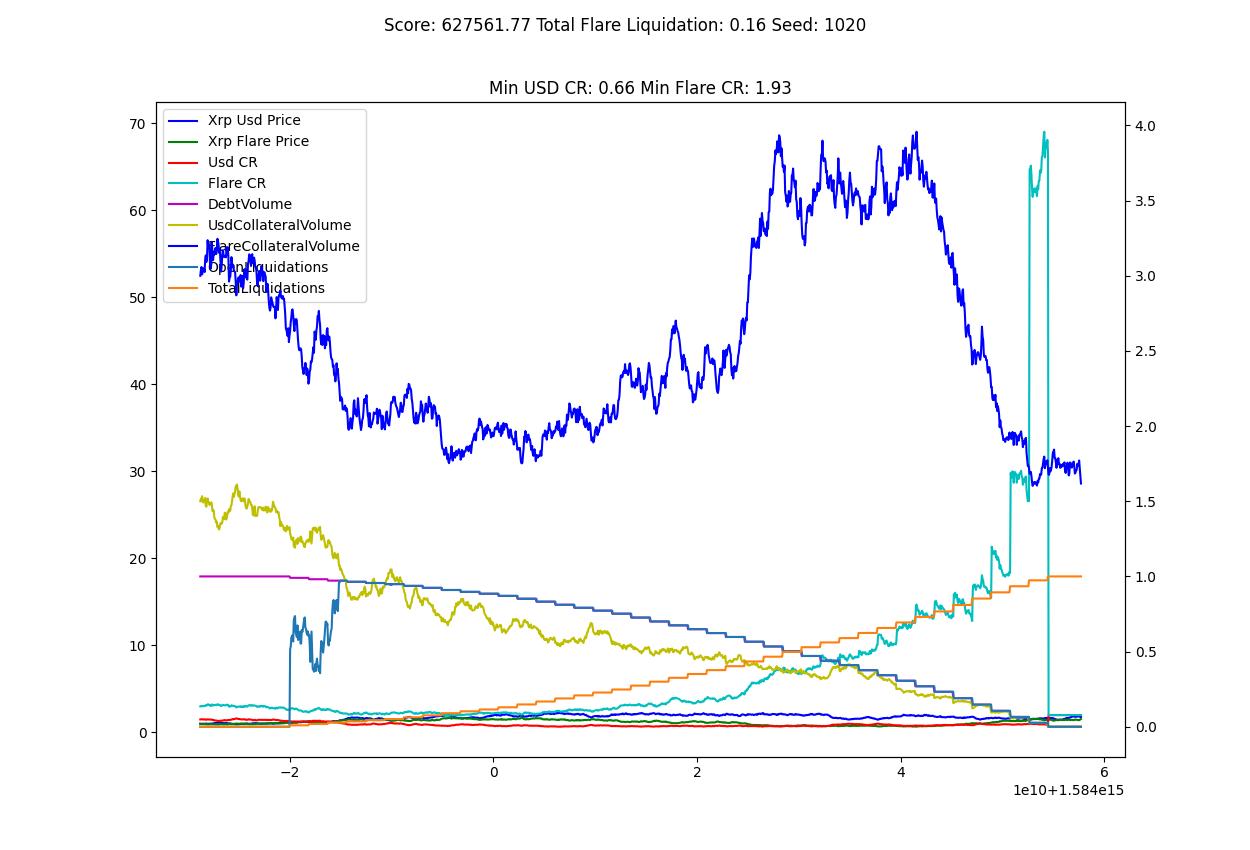 Score: 627561.77 Total Flare Liquidation: 0.16 Seed: 1020
Min USD CR: 0.66 Min Flare CR: 1.93
Xrp Usd Price
Xrp Flare Price
Usd CR
Flare CR
DebtVolume
UsdCollateralVolume
FlareCollateralVolume
OpenLiquidations
TotalLiquidations
70
60
50
40
30
20
10
0
4.0
3.5
3.0
2.5
2.0
1.5
1.0
0.5
0.0
−2
0
2
4
6
1e10+1.584e15